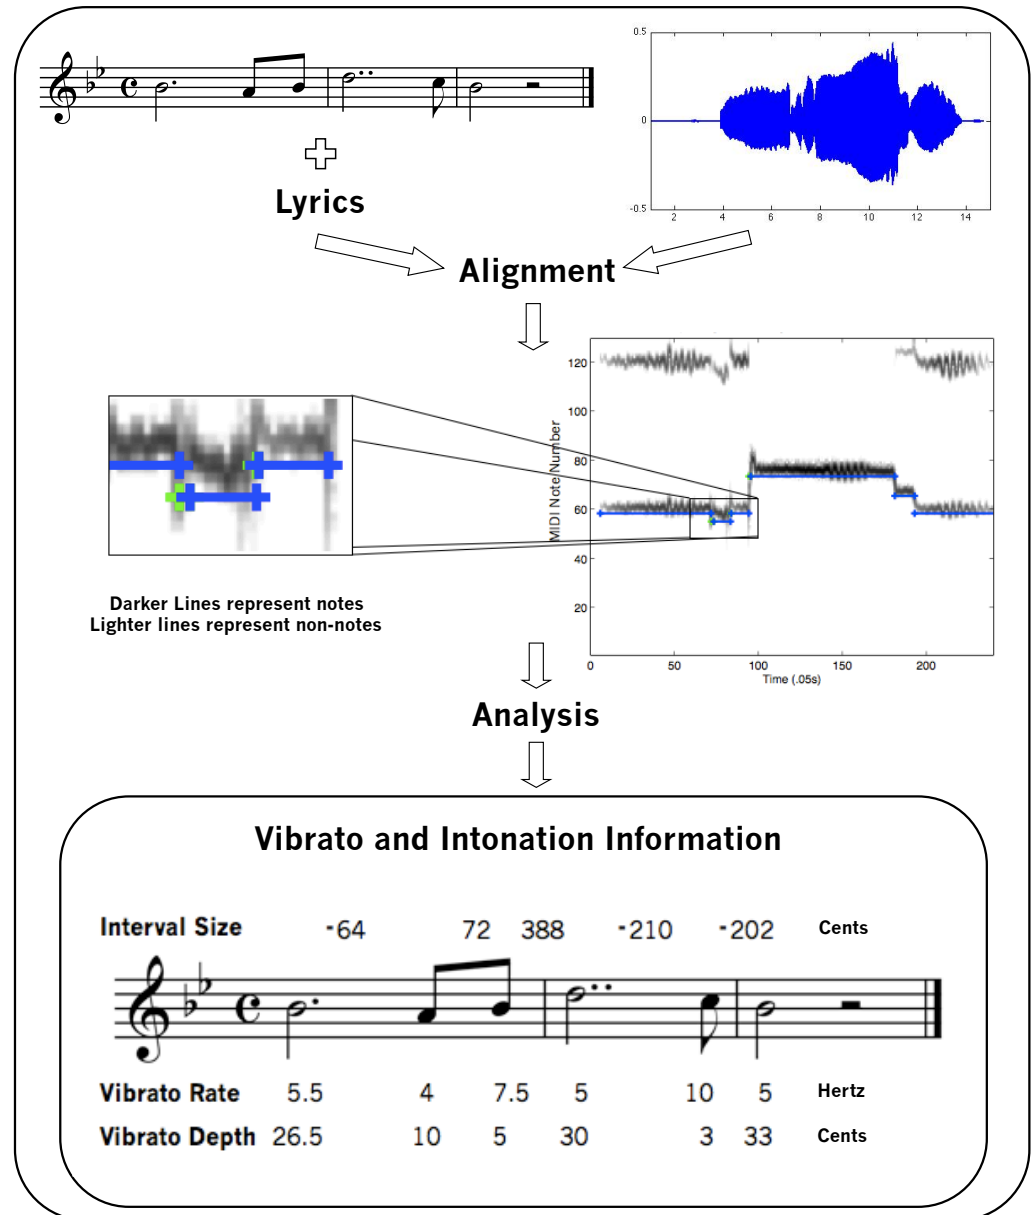 0.5
0
-0.5
2 4 6 8 10 12 14
Lyrics
Alignment
120
100
80
60
40
20
MIDI Note Number
0 50 100 150 200
Time (.05s)
Darker Lines represent notes
Lighter lines represent non-notes
Analysis
Vibrato and Intonation Information
Interval Size -64 72 388 -210 -202 Cents
Vibrato Rate 5.5 4 7.5 5 10 5 Hertz
Vibrato Depth 26.5 10 5 30 3 33 Cents